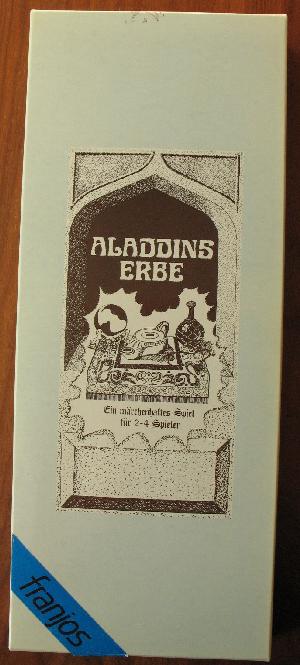 ALADDINS
ERBE
Ein märchenhaftes Spiel
für 2-4 Spieler
franjos